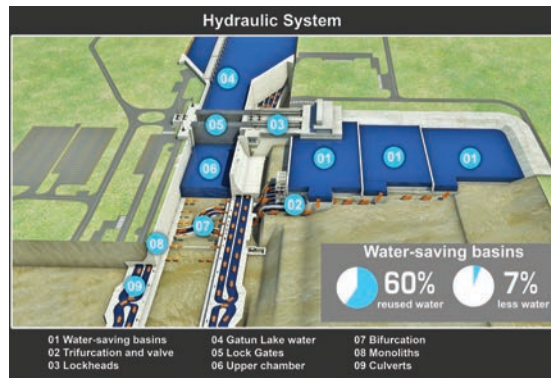 Hydraulic System
04
05
03
01
01
01
06
02
07
08
09
Water-saving basins
60%
reused water
7%
less water
01 Water-saving basins
02 Trifurcation and valve
03 Lockheads
04 Gatun Lake water
05 Lock Gates
06 Upper chamber
07 Bifurcation
08 Monoliths
09 Culverts